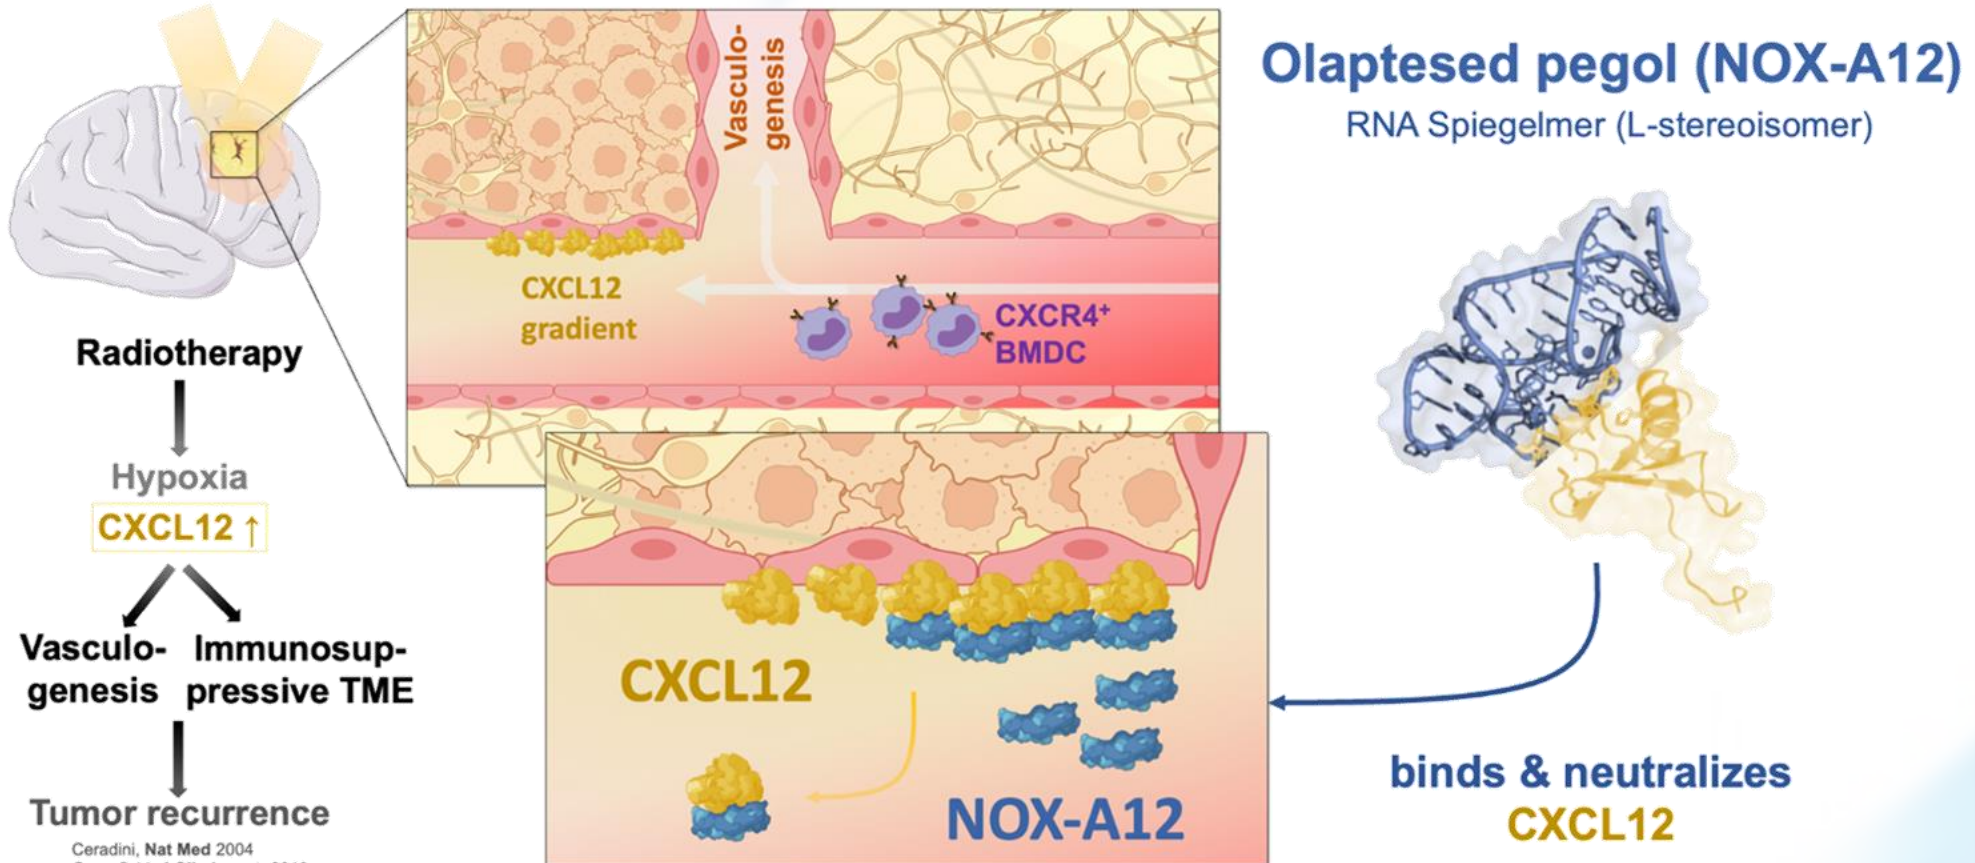 Radiotherapy
Hypoxia
CXCL12 ↑
Vasculo-
genesis
Immunosup-
pressive TME
Tumor recurrence
Ceradini, Nat Med 2004
Vasculo-
genesis
CXCL12
gradient
CXCR4⁺
BMDC
CXCL12
NOX-A12
Olaptesed pegol (NOX-A12)
RNA Spiegelmer (L-stereoisomer)
binds & neutralizes
CXCL12